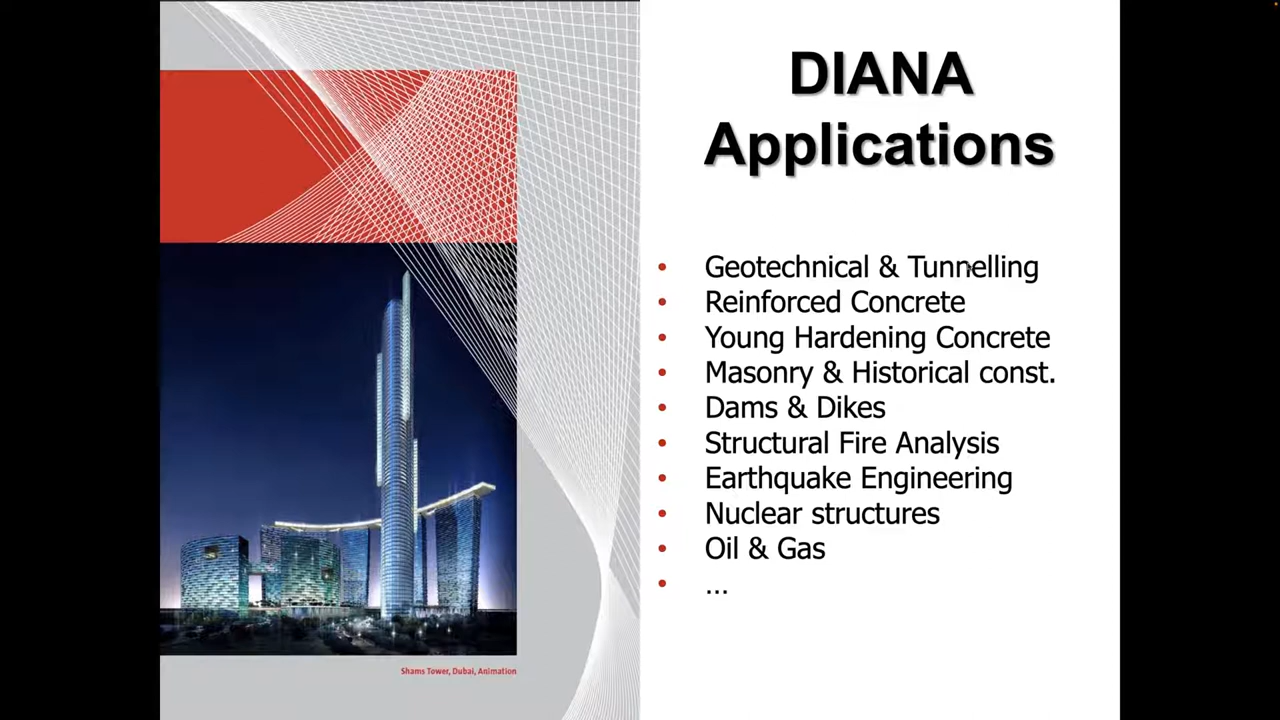 DIANA
Applications
• Geotechnical & Tunnelling
• Reinforced Concrete
• Young Hardening Concrete
• Masonry & Historical const.
• Dams & Dikes
• Structural Fire Analysis
• Earthquake Engineering
• Nuclear structures
• Oil & Gas
• ...
Shams Tower, Dubai, Animation